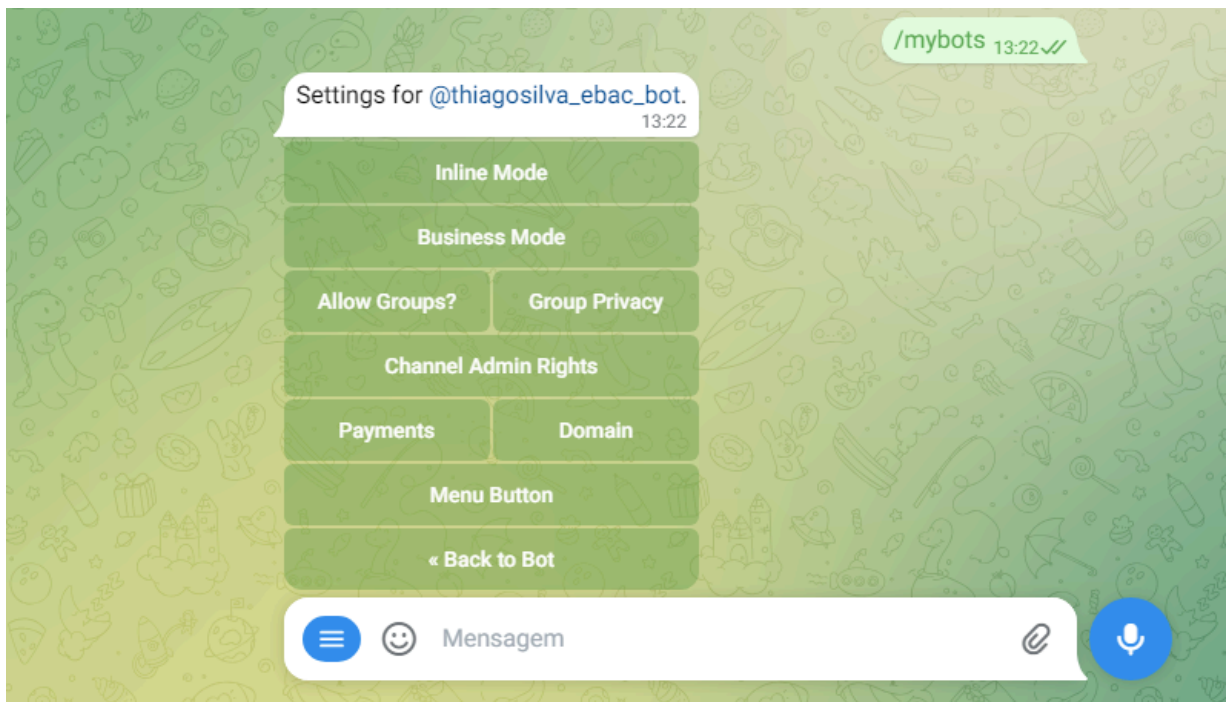 /mybots 13:22
Settings for @thiagosilva_ebac_bot.
13:22
Inline Mode
Business Mode
Allow Groups? Group Privacy
Channel Admin Rights
Payments Domain
Menu Button
« Back to Bot
Mensagem